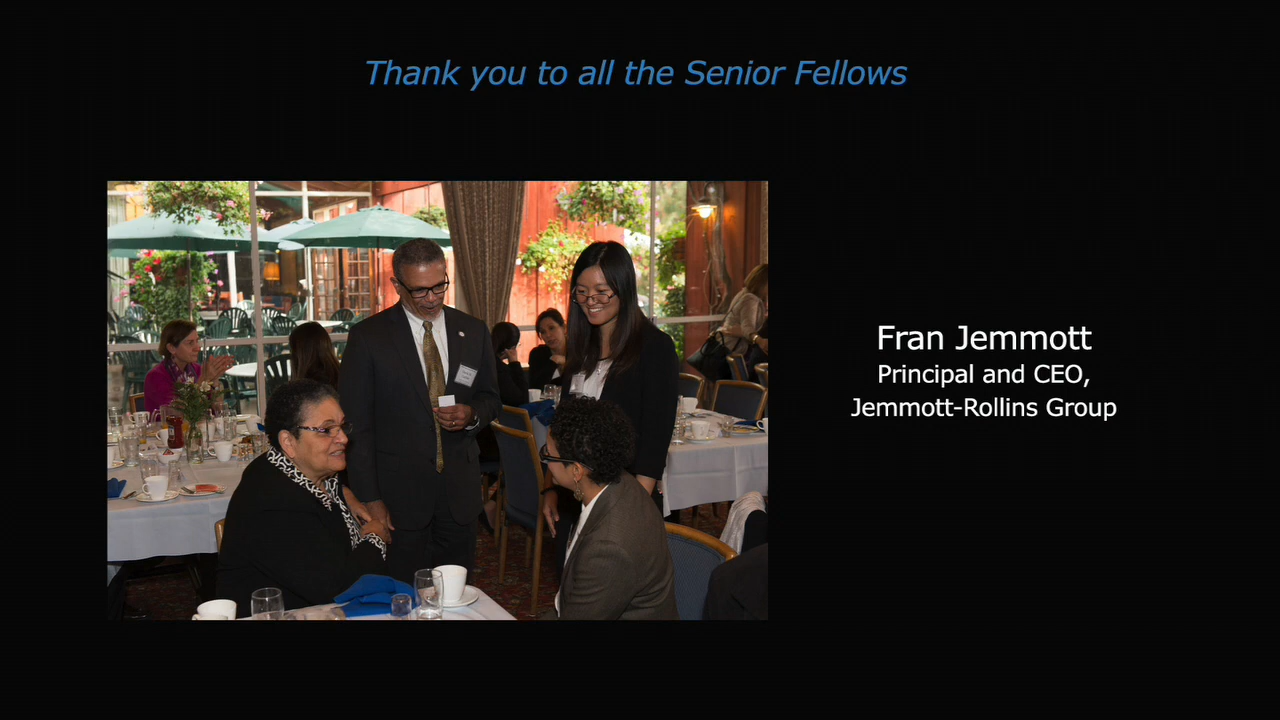 Thank you to all the Senior Fellows
Fran Jemmott
Principal and CEO,
Jemmott-Rollins Group